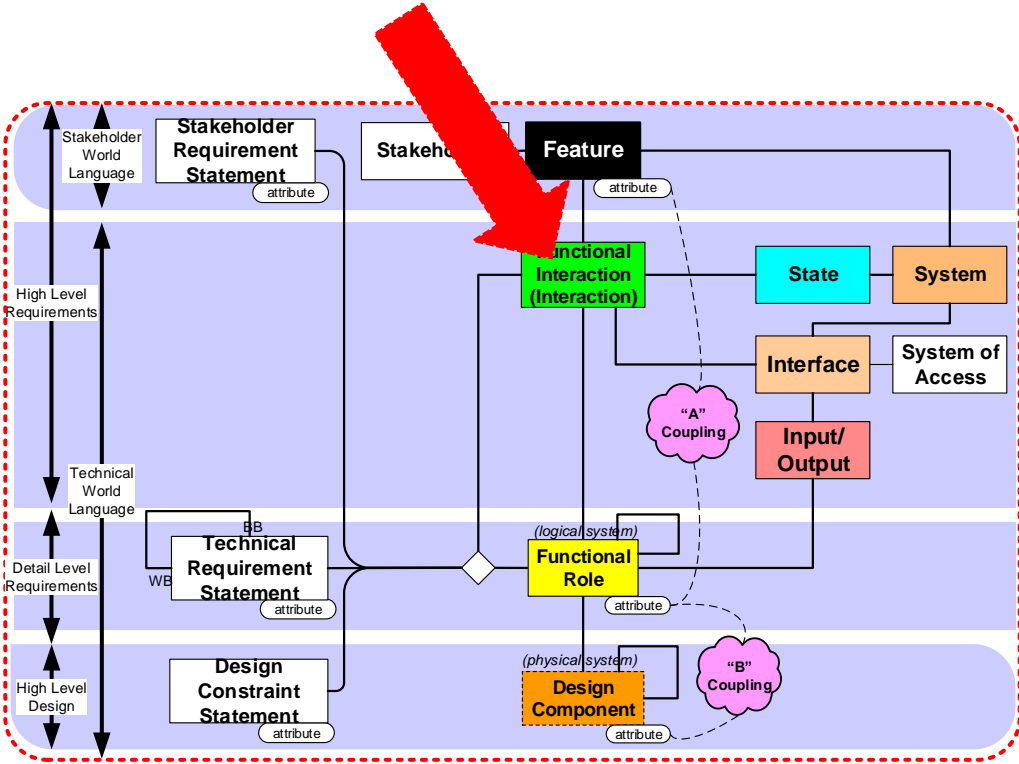 Stakeholder
World
Language
Stakeholder
Requirement
Statement
attribute
Feature
attribute
High Level
Requirements
Interaction
(Interaction)
State
System
Interface
System of
Access
"A"
Coupling
Input/
Output
Technical
World
Language
BB
WB
Technical
Requirement
Statement
attribute
Detail Level
Requirements
(logical system)
Functional
Role
attribute
High Level
Design
Design
Constraint
Statement
attribute
(physical system)
Design
Component
attribute
"B"
Coupling